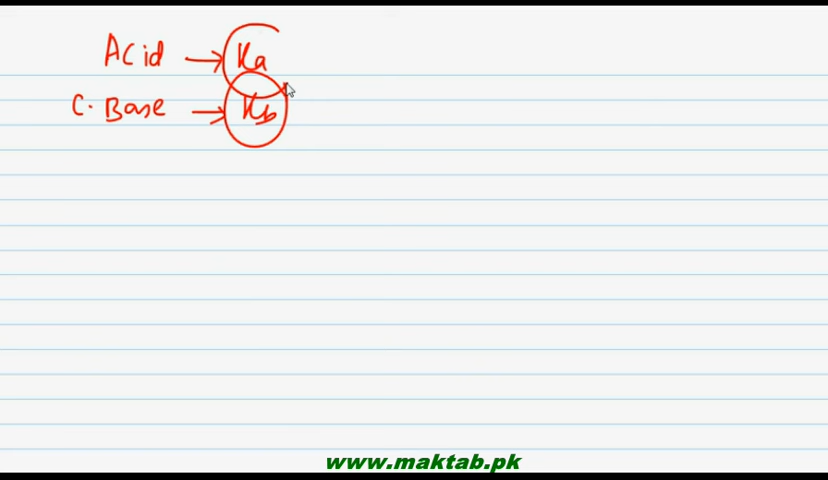 Acid → Ka
C. Base → Kb
www.maktab.pk